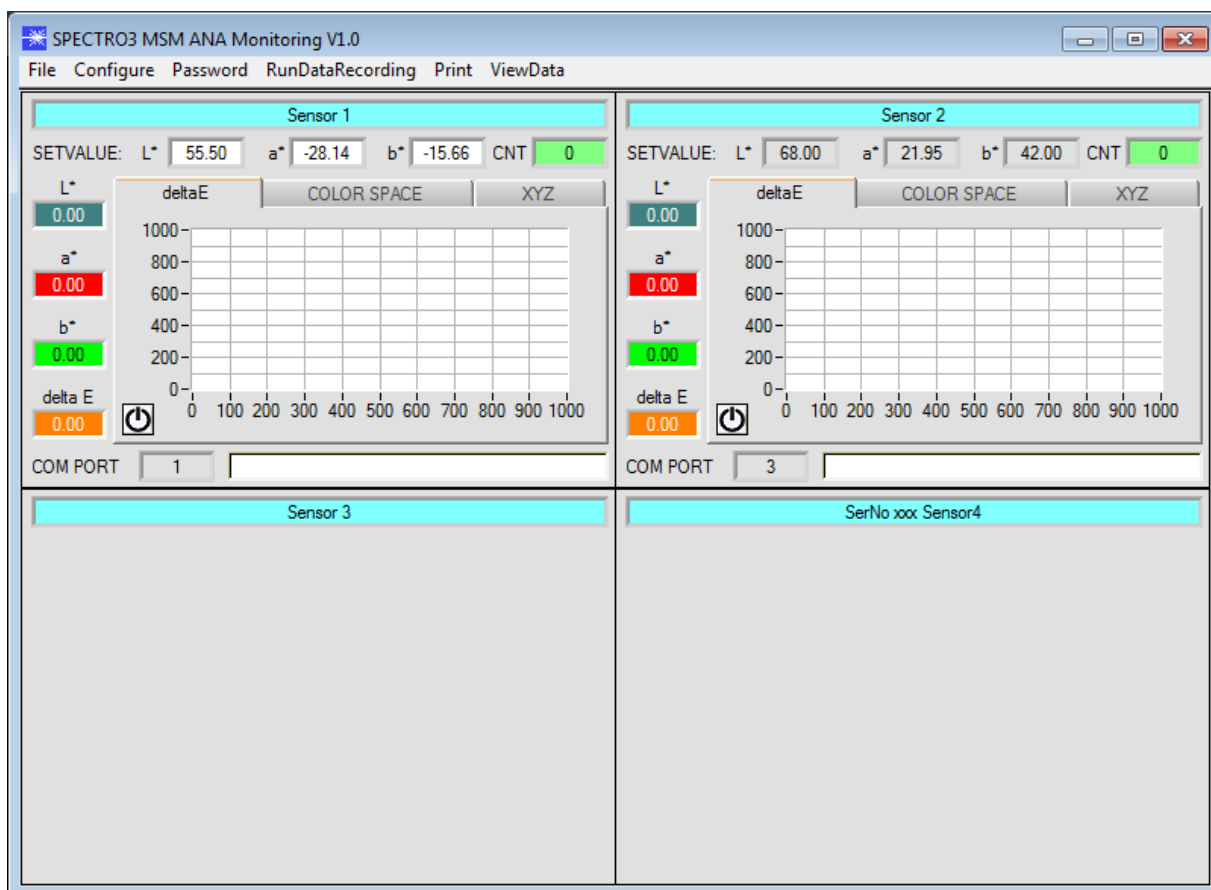 SPECTRO3 MSM ANA Monitoring V1.0
File Configure Password RunDataRecording Print ViewData
Sensor 1
SETVALUE: L* 55.50 a* -28.14 b* -15.66 CNT 0
L*
0.00
a*
0.00
b*
0.00
delta E
0.00
deltaE COLOR SPACE XYZ
1000
800
600
400
200
0
0 100 200 300 400 500 600 700 800 900 1000
COM PORT 1
Sensor 2
SETVALUE: L* 68.00 a* 21.95 b* 42.00 CNT 0
L*
0.00
a*
0.00
b*
0.00
delta E
0.00
deltaE COLOR SPACE XYZ
1000
800
600
400
200
0
0 100 200 300 400 500 600 700 800 900 1000
COM PORT 3
Sensor 3
SerNo xxx Sensor4